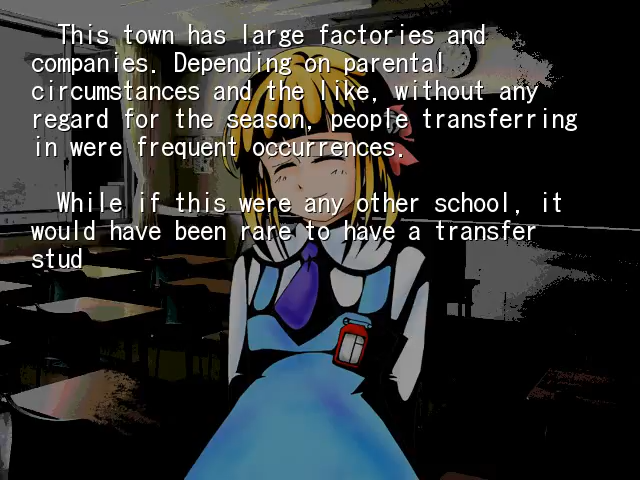 This town has large factories and
companies. Depending on parental
circumstances and the like, without any
regard for the season, people transferring
in were frequent occurrences.
While if this were any other school, it
would have been rare to have a transfer
stud